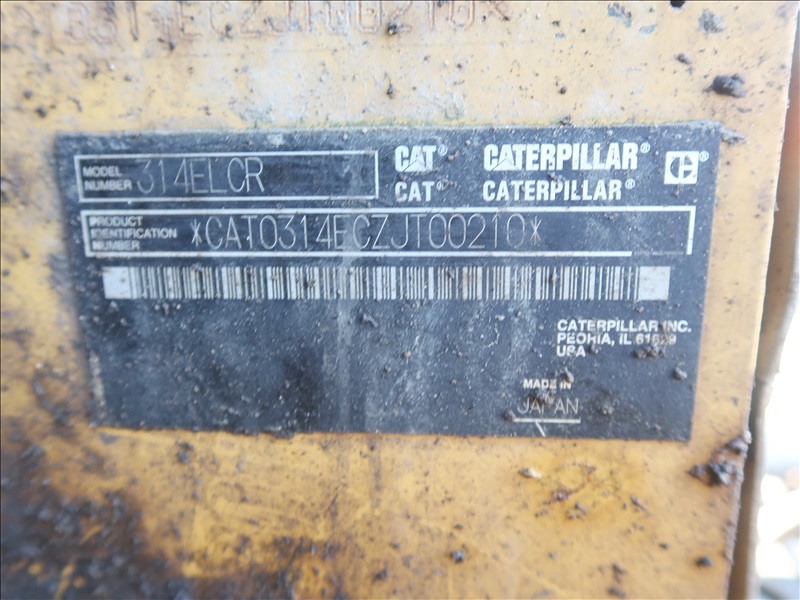 MODEL
NUMBER 314ELCR
CAT® CATERPILLAR® C®
CAT® CATERPILLAR®
PRODUCT
IDENTIFICATION
NUMBER *CAT0314ECZJT00210*
CATERPILLAR INC.
PEORIA, IL 61629
USA
MADE IN
JAPAN